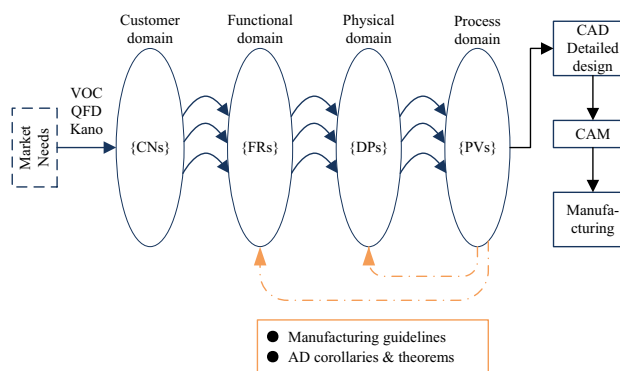 Customer
domain
Functional
domain
Physical
domain
Process
domain
CAD
Detailed
design
VOC
QFD
Kano
Market
Needs
{CNs}
{FRs}
{DPs}
{PVs}
CAM
Manufa-
cturing
● Manufacturing guidelines
● AD corollaries & theorems